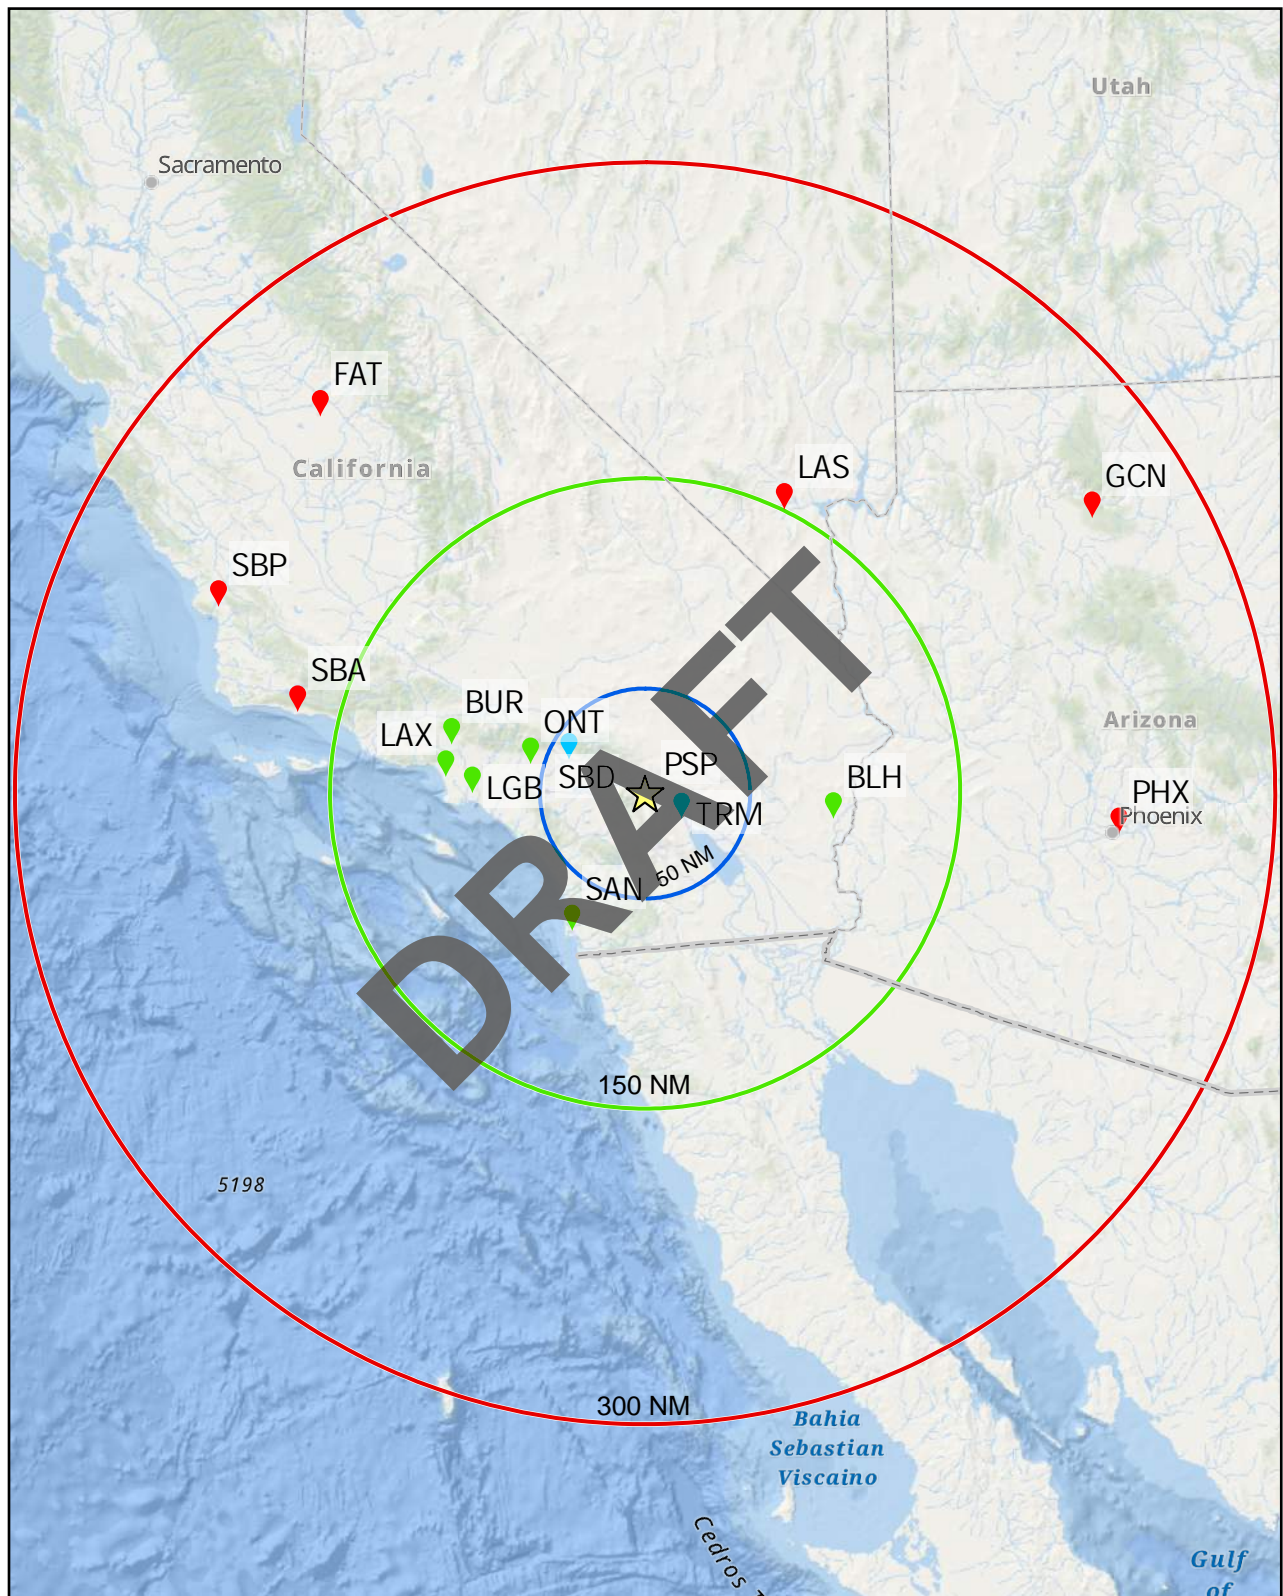 Utah
Sacramento
FAT
California
LAS
GCN
SBP
SBA
BUR
ONT
LAX
Arizona
PSP
SBD
LGB
BLH
PHX
TRM
Phoenix
50 NM
SAN
DRAFT
150 NM
5198
300 NM
Bahia
Sebastian
Viscaino
Cedros
Gulf
of